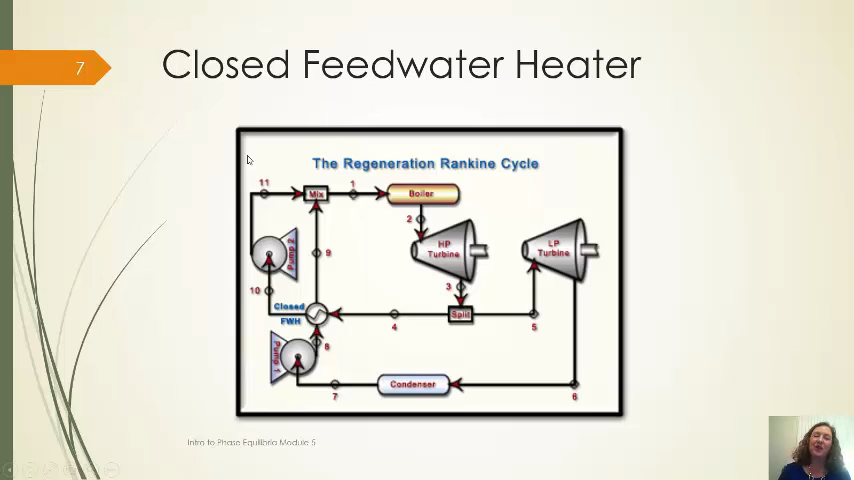 7
Closed Feedwater Heater
The Regeneration Rankine Cycle
11
Mix
1
Boiler
2
HP
Turbine
LP
Turbine
Pump 2
9
3
10
Closed
FWH
4
Split
5
8
Pump 1
7
Condenser
6
Intro to Phase Equilibria Module 5